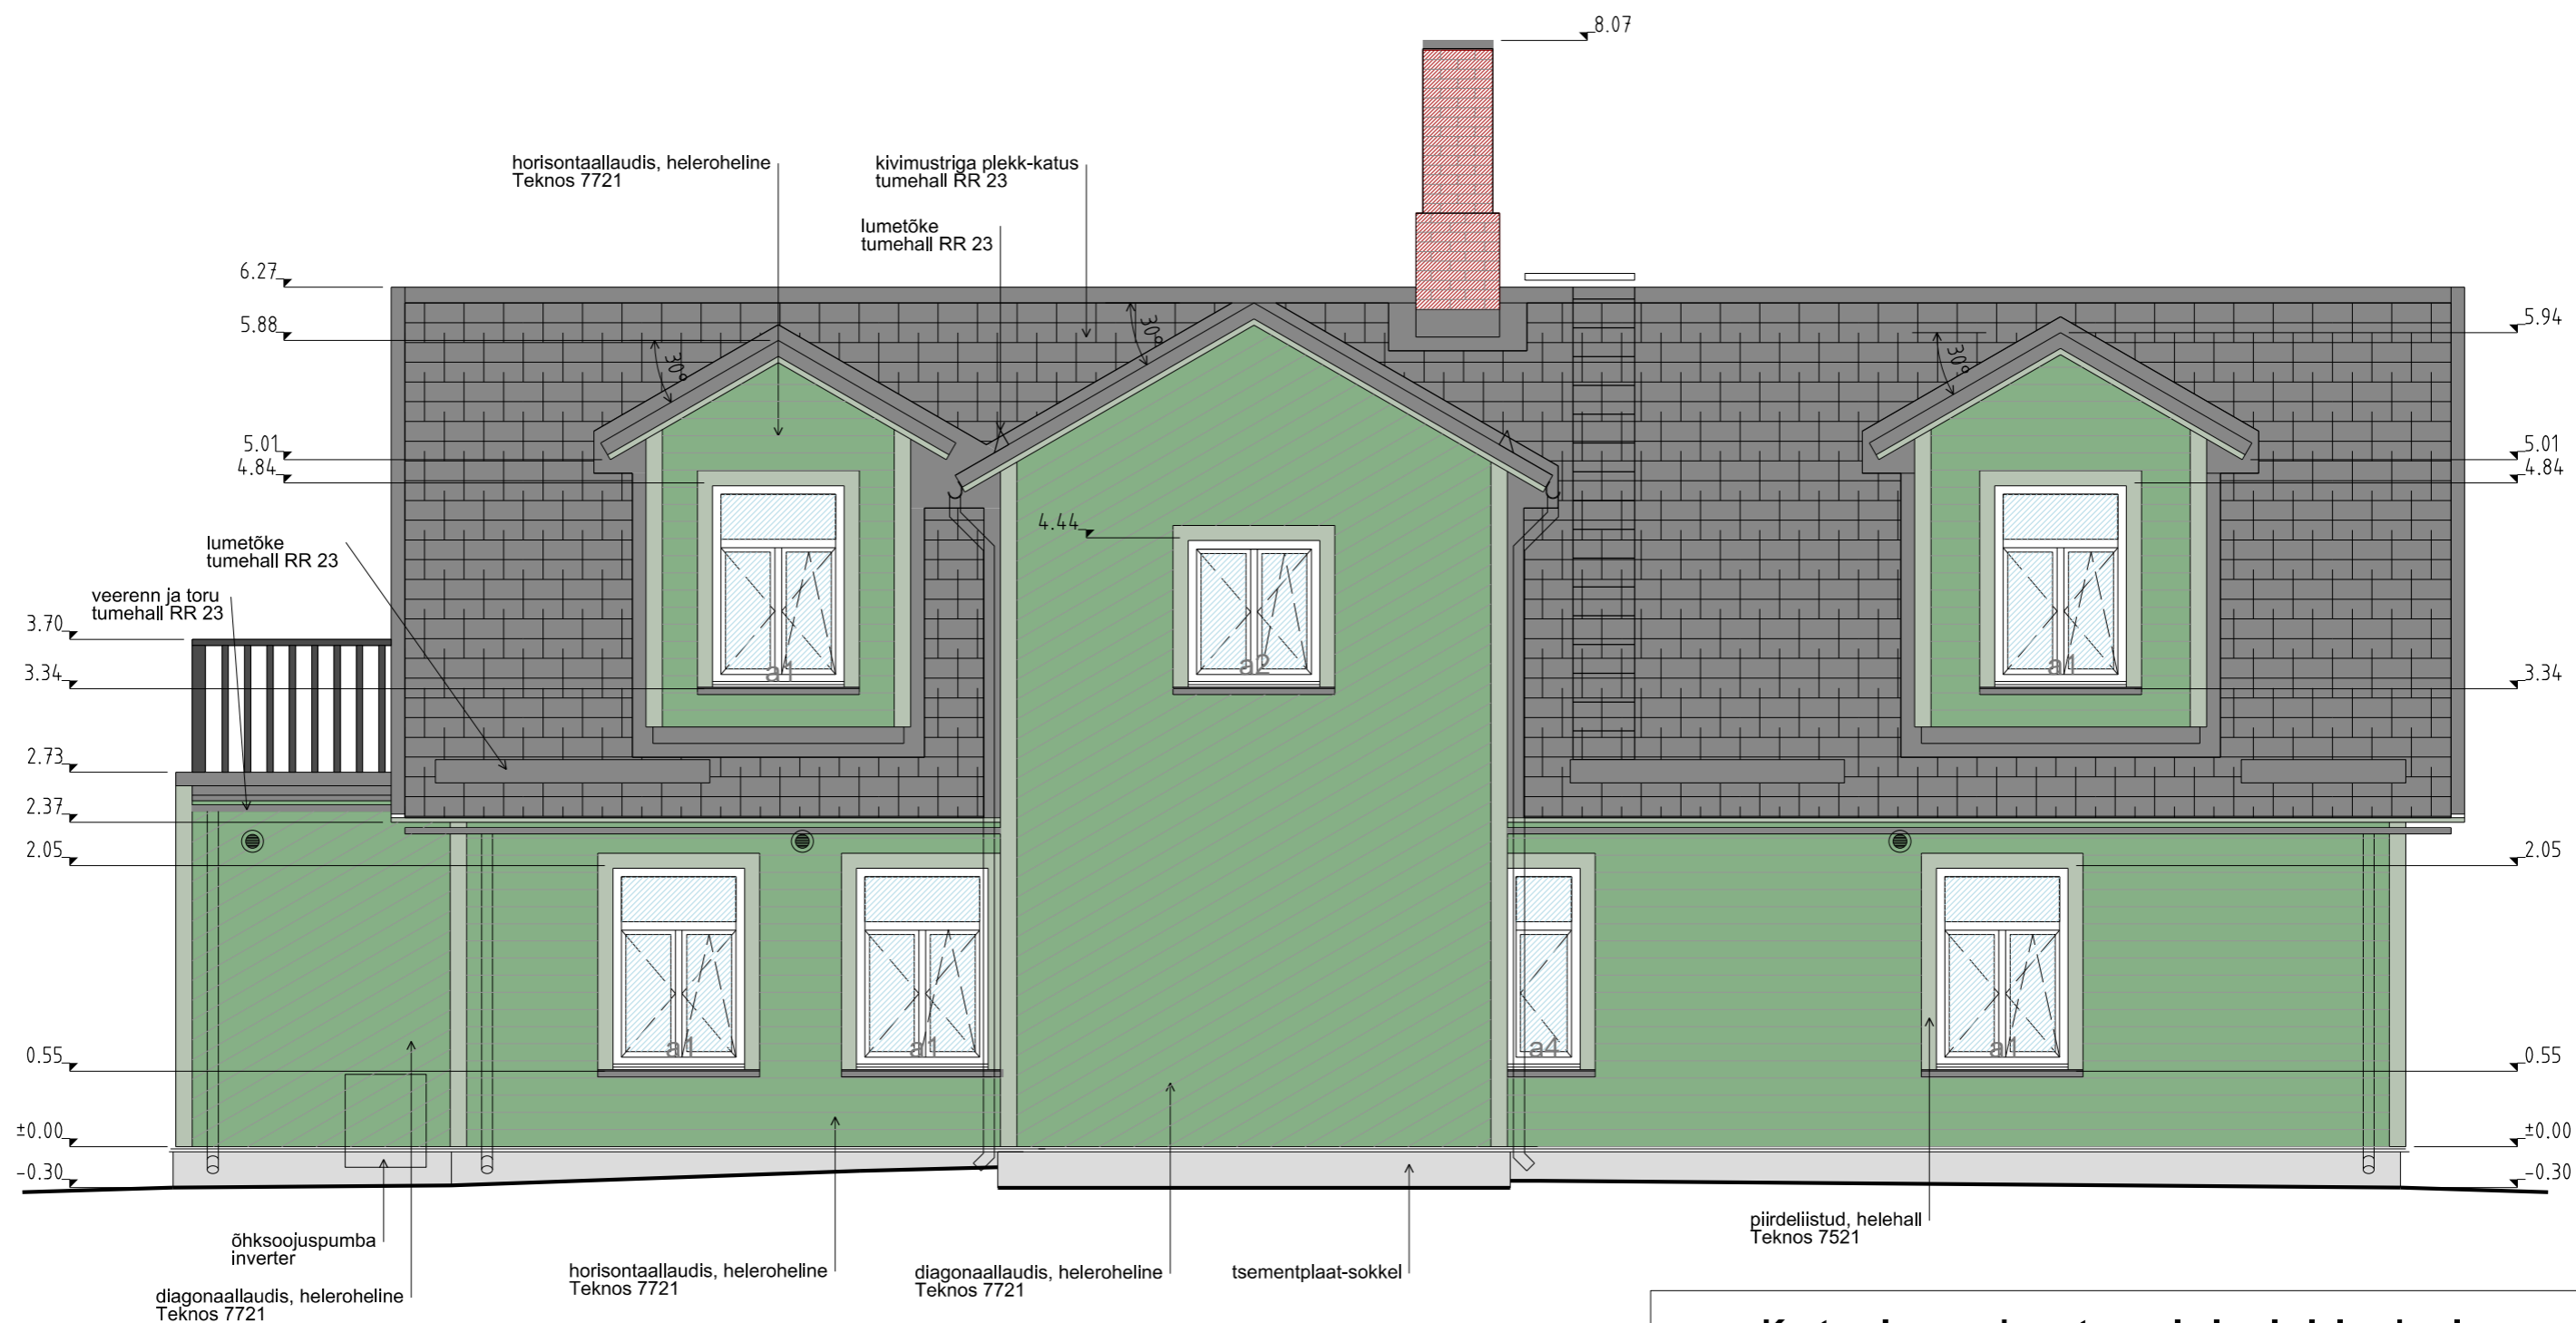 8.07
horisontaallaudis, heleroheline
Teknos 7721
kivimustriga plekk-katus
tumehall RR 23
lumetõke
tumehall RR 23
6.27
5.88
5.01
4.84
30°
30°
30°
5.94
5.01
4.84
4.44
lumetõke
tumehall RR 23
veerenn ja toru
tumehall RR 23
3.70
3.34
2.73
2.37
2.05
0.55
±0.00
-0.30
a1
a2
a1
3.34
2.05
0.55
±0.00
-0.30
a1
a1
a4
a1
õhksoojuspumba
inverter
diagonaallaudis, heleroheline
Teknos 7721
horisontaallaudis, heleroheline
Teknos 7721
diagonaallaudis, heleroheline
Teknos 7721
tsementplaat-sokkel
piirdeliistud, helehall
Teknos 7521